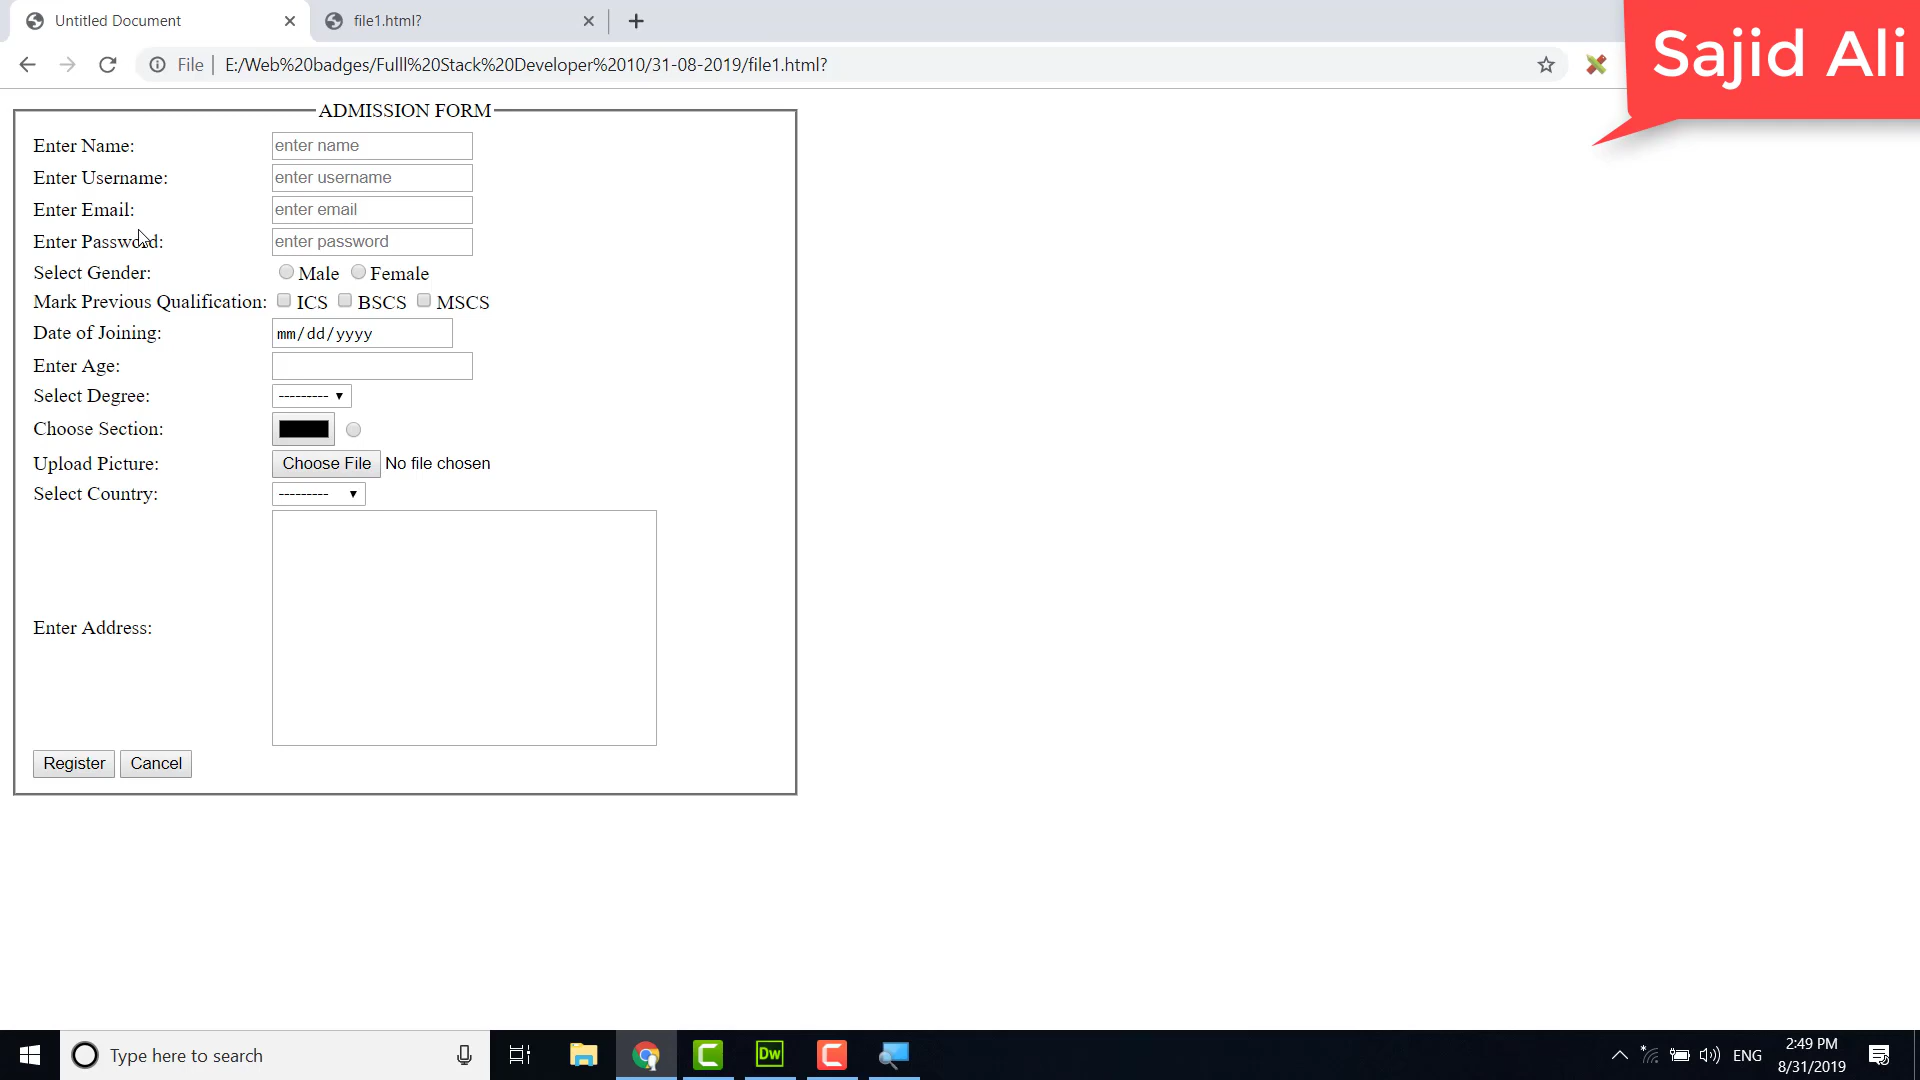 Untitled Document
file1.html?
File | E:/Web%20badges/Fulll%20Stack%20Developer%2010/31-08-2019/file1.html?
Sajid Ali
ADMISSION FORM
Enter Name: enter name
Enter Username: enter username
Enter Email: enter email
Enter Password: enter password
Select Gender: Male Female
Mark Previous Qualification: ICS BSCS MSCS
Date of Joining: mm/dd/yyyy
Enter Age:
Select Degree: ---------
Choose Section:
Upload Picture: Choose File No file chosen
Select Country: ---------
Enter Address:
Register Cancel
Type here to search
Dw
ENG
2:49 PM
8/31/2019